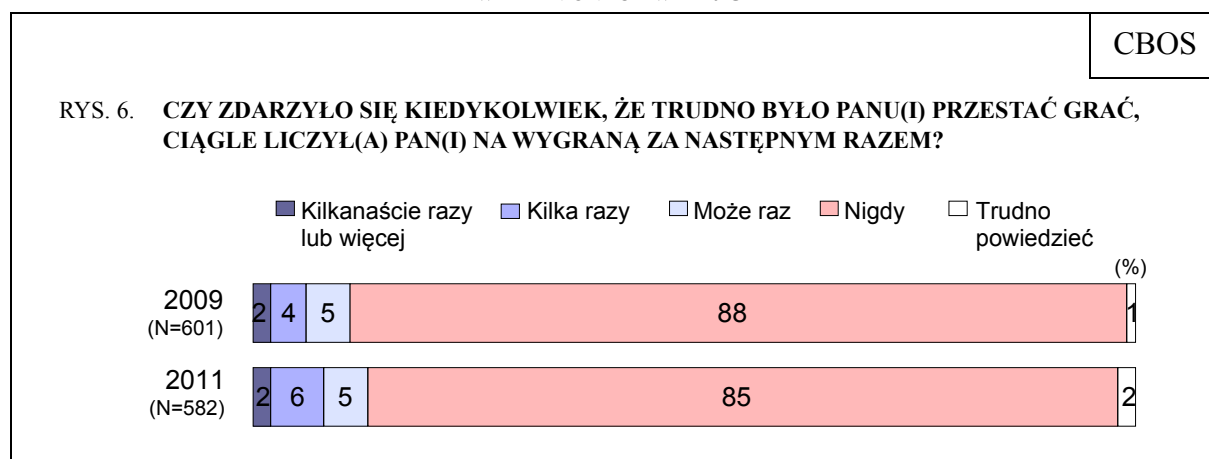 CBOS
RYS. 6. CZY ZDARZYŁO SIĘ KIEDYKOLWIEK, ŻE TRUDNO BYŁO PANU(I) PRZESTAĆ GRAĆ,
CIĄGLE LICZYŁ(A) PAN(I) NA WYGRANĄ ZA NASTĘPNYM RAZEM?
Kilkanaście razy lub więcej
Kilka razy
Może raz
Nigdy
Trudno powiedzieć
(%)
2009 2 4 5 88 1
(N=601)
2011 2 6 5 85 2
(N=582)